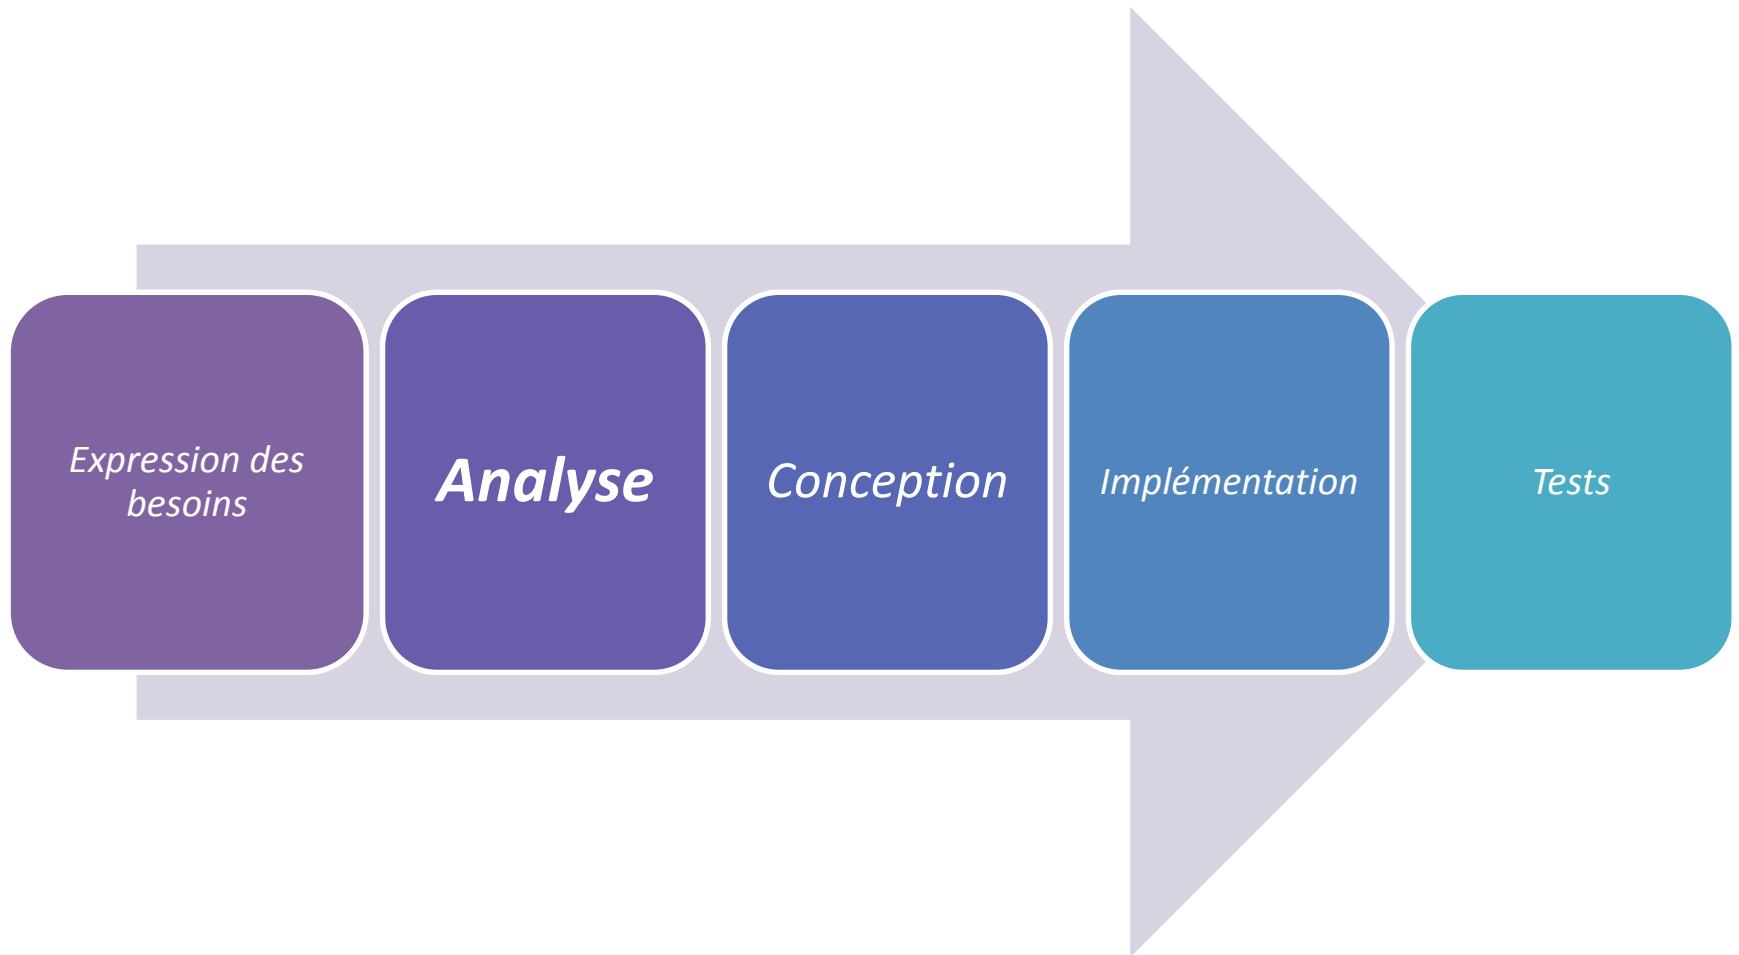 Expression des
besoins
Analyse
Conception
Implémentation
Tests